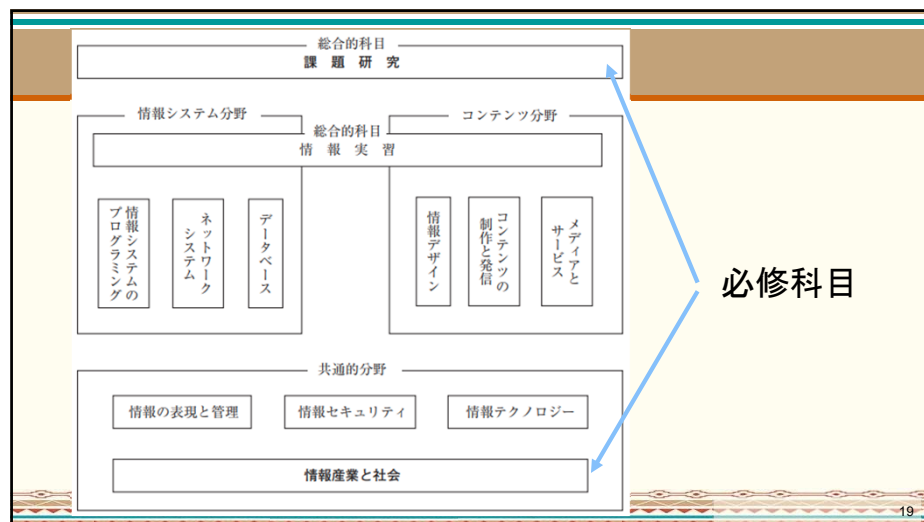 総合的科目
課題研究
情報システム分野
コンテンツ分野
総合的科目
情報実習
情報システムの
プログラミング
ネットワーク
システム
データベース
情報デザイン
コンテンツの
制作と発信
メディアと
サービス
必修科目
共通的分野
情報の表現と管理
情報セキュリティ
情報テクノロジー
情報産業と社会
19